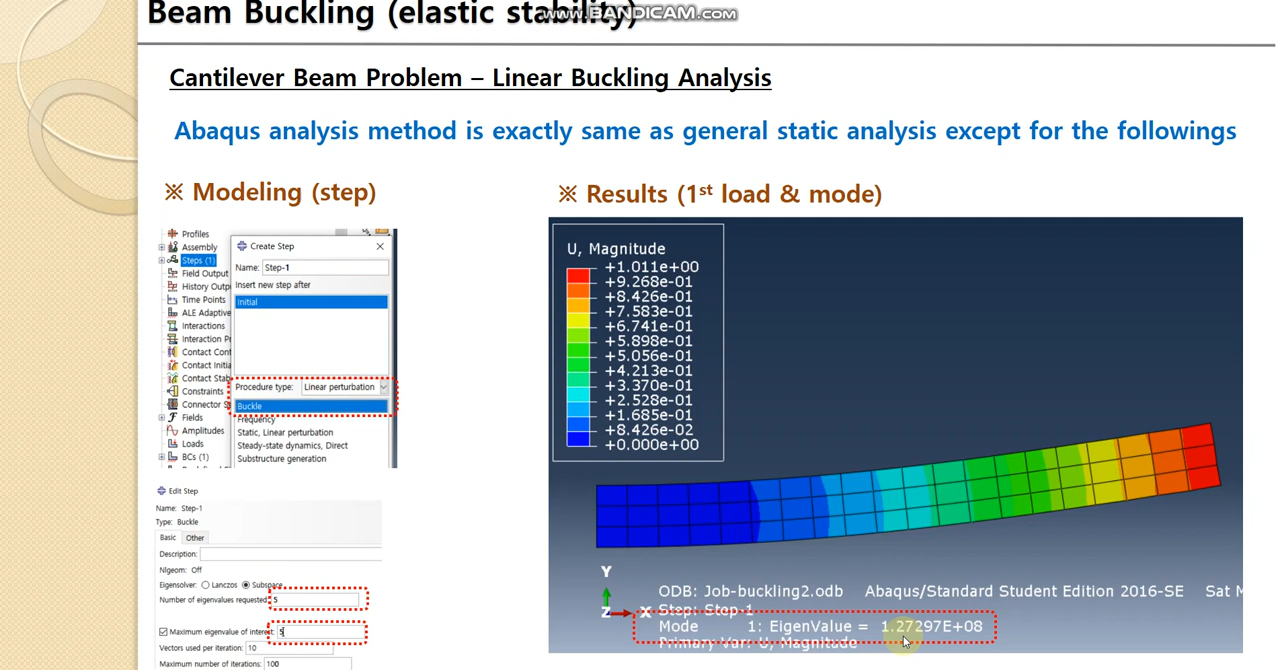 Beam Buckling (elastic stability)
www.BANDICAM.com
Cantilever Beam Problem – Linear Buckling Analysis
Abaqus analysis method is exactly same as general static analysis except for the followings
※ Modeling (step)
※ Results (1st load & mode)
Profiles
Assembly
Steps (1)
Field Output
History Outp
Time Points
ALE Adaptive
Interactions
Interaction Pr
Contact Cont
Contact Initia
Contact Stab
Constraints
Connector S
Fields
Amplitudes
Loads
BCs (1)
Create Step
Name: Step-1
Insert new step after
Initial
Procedure type: Linear perturbation
Buckle
Frequency
Static, Linear perturbation
Steady-state dynamics, Direct
Substructure generation
Edit Step
Name: Step-1
Type: Buckle
Basic Other
Description:
Nlgeom: Off
Eigensolver: Lanczos Subspace
Number of eigenvalues requested: 5
Maximum eigenvalue of interest: 5
Vectors used per iteration: 10
Maximum number of iterations: 100
U, Magnitude
+1.011e+00
+9.268e-01
+8.426e-01
+7.583e-01
+6.741e-01
+5.898e-01
+5.056e-01
+4.213e-01
+3.370e-01
+2.528e-01
+1.685e-01
+8.426e-02
+0.000e+00
Y
Z X
ODB: Job-buckling2.odb Abaqus/Standard Student Edition 2016-SE Sat M
Step: Step-1
Mode 1: EigenValue = 1.27297E+08
Primary Var: U, Magnitude